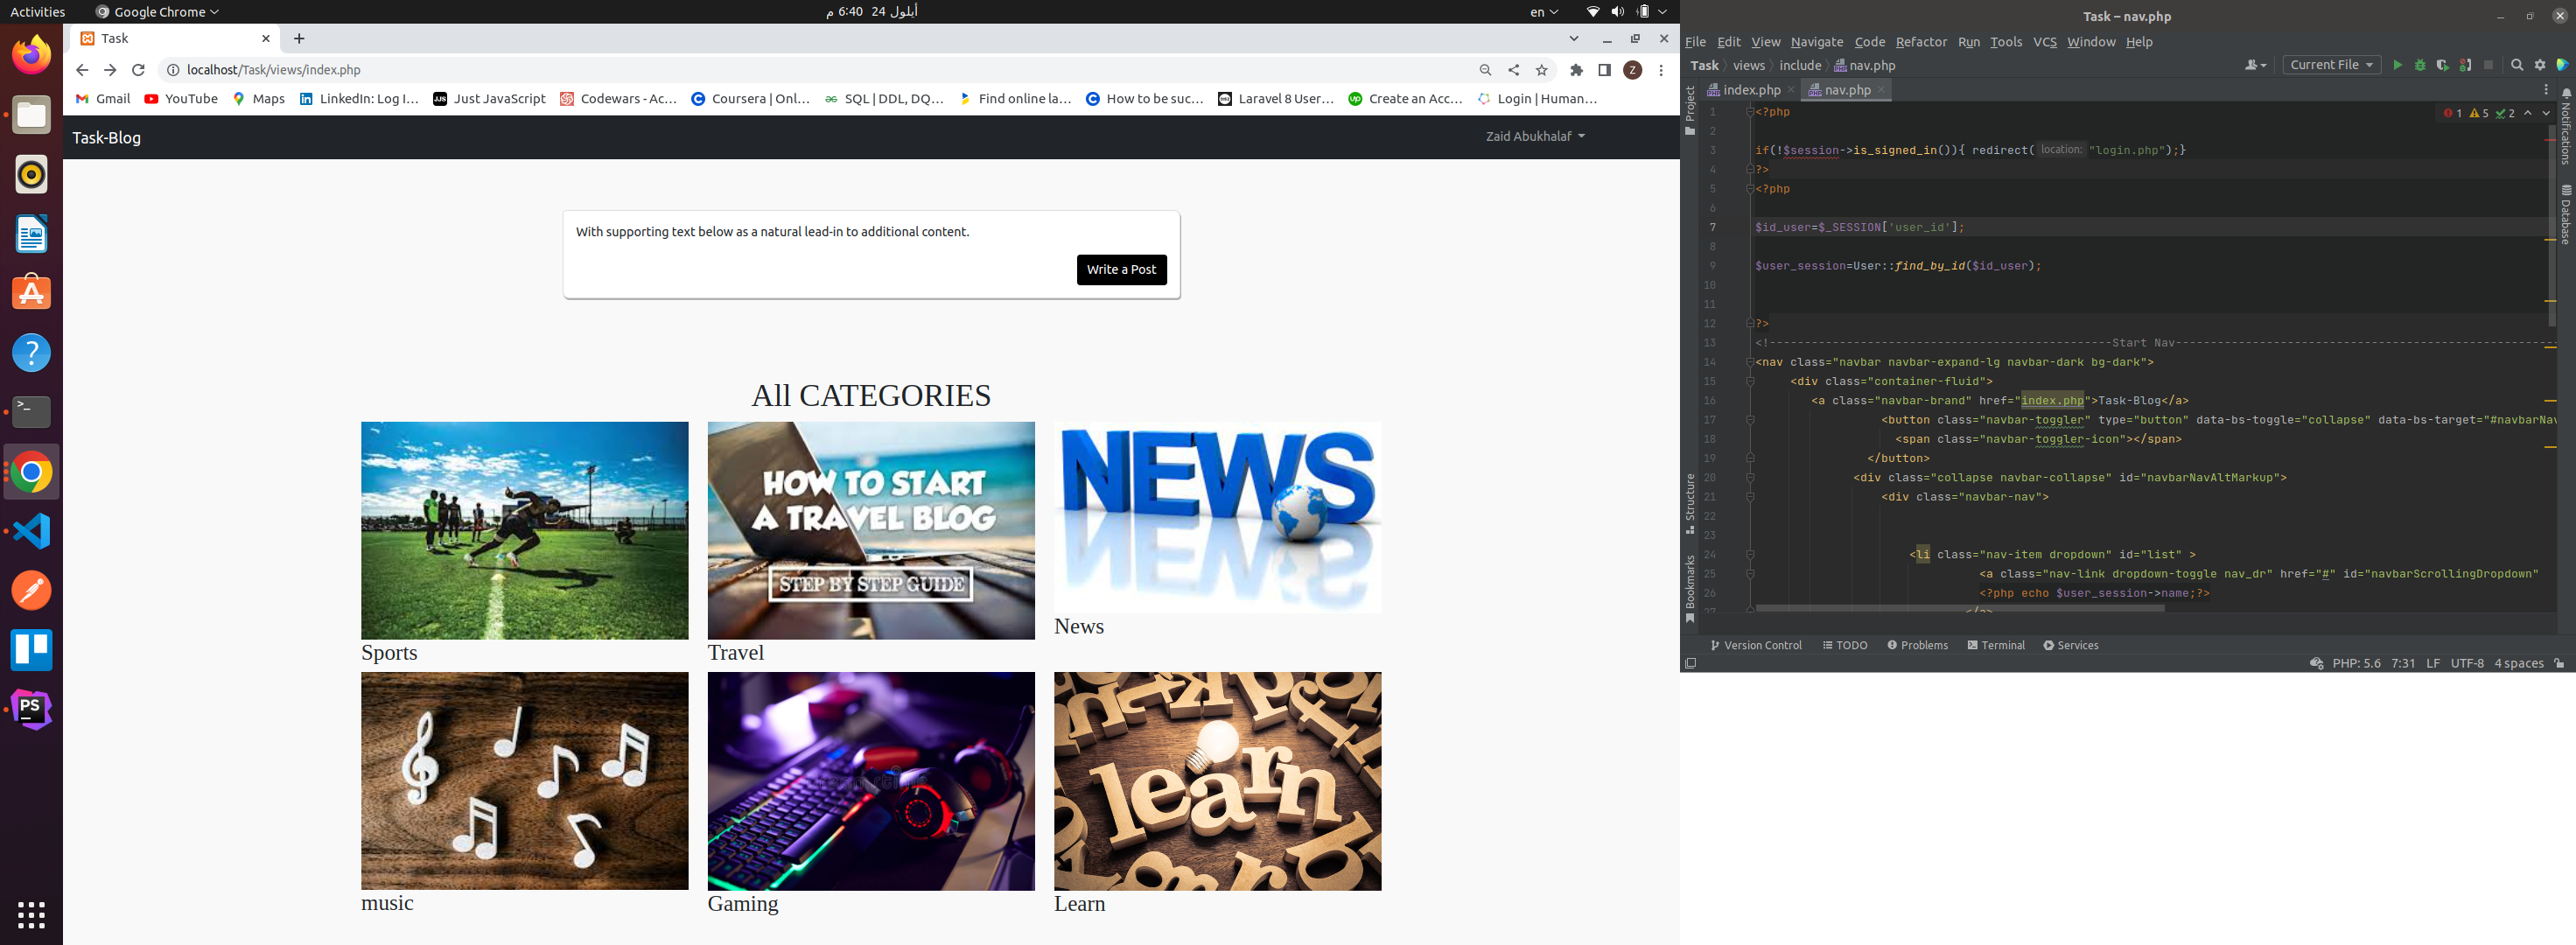 Activities
Google Chrome
أيلول 24 6:40 م
en
Task
localhost/Task/views/index.php
Z
Gmail
YouTube
Maps
LinkedIn: Log I...
Just JavaScript
Codewars - Ac...
Coursera | Onl...
SQL | DDL, DQ...
Find online la...
How to be suc...
Laravel 8 User...
Create an Acc...
Login | Human...
Task-Blog
Zaid Abukhalaf
With supporting text below as a natural lead-in to additional content.
Write a Post
All CATEGORIES
HOW TO START
A TRAVEL BLOG
STEP BY STEP GUIDE
NEWS
Sports
Travel
News
learn
music
Gaming
Learn
Task – nav.php
File Edit View Navigate Code Refactor Run Tools VCS Window Help
Task views include nav.php
Current File
index.php
nav.php
Project
Structure
Bookmarks
Notifications
Database
1 5 2
1 <?php
2
3 if(!$session->is_signed_in()){ redirect( location: "login.php");}
4 ?>
5 <?php
6
7 $id_user=$_SESSION['user_id'];
8
9 $user_session=User::find_by_id($id_user);
10
11
12 ?>
13 <!-------------------------------------------------Start Nav------------------------------------------------------
14 <nav class="navbar navbar-expand-lg navbar-dark bg-dark">
15 <div class="container-fluid">
16 <a class="navbar-brand" href="index.php">Task-Blog</a>
17 <button class="navbar-toggler" type="button" data-bs-toggle="collapse" data-bs-target="#navbarNav
18 <span class="navbar-toggler-icon"></span>
19 </button>
20 <div class="collapse navbar-collapse" id="navbarNavAltMarkup">
21 <div class="navbar-nav">
22
23
24 <li class="nav-item dropdown" id="list" >
25 <a class="nav-link dropdown-toggle nav_dr" href="#" id="navbarScrollingDropdown"
26 <?php echo $user_session->name;?>
27 </a>
Version Control
TODO
Problems
Terminal
Services
PHP: 5.6 7:31 LF UTF-8 4 spaces